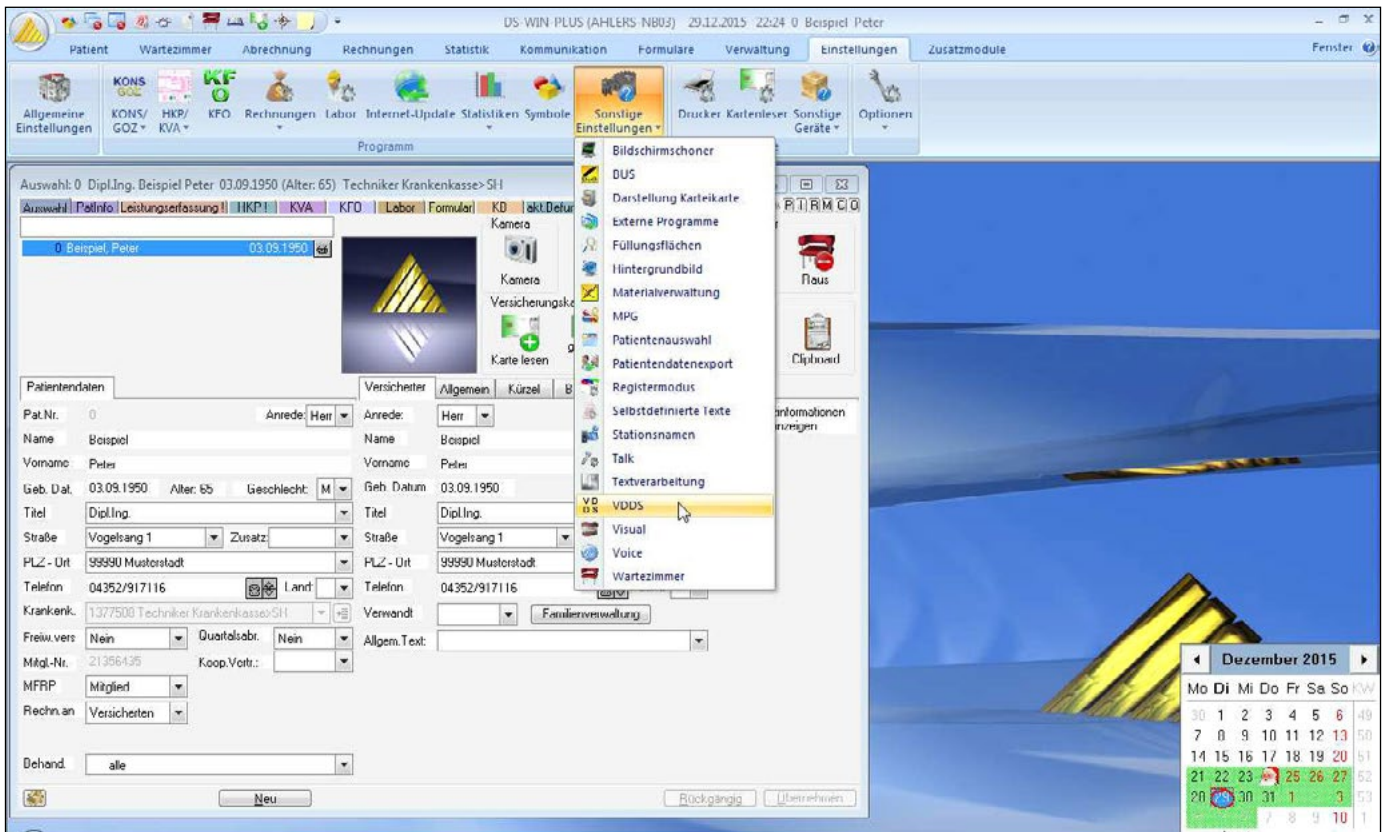 DS-WIN-PLUS (AHLERS-NB03) 29.12.2015 22:24 0 Beispiel Peter
Patient Wartezimmer Abrechnung Rechnungen Statistik Kommunikation Formulare Verwaltung Einstellungen Zusatzmodule Fenster
KONS GOZ KFO
Allgemeine Einstellungen KONS/ GOZ HKP/ KVA KFO Rechnungen Labor Internet-Update Statistiken Symbole Sonstige Einstellungen Drucker Kartenleser Sonstige Geräte Optionen
Programm
Bildschirmschoner
BUS
Darstellung Karteikarte
Externe Programme
Füllungsflächen
Hintergrundbild
Materialverwaltung
MPG
Patientenauswahl
Patientendatenexport
Registermodus
Selbstdefinierte Texte
Stationsnamen
Talk
Textverarbeitung
VDDS
Visual
Voice
Wartezimmer
Auswahl: 0 Dipl.Ing. Beispiel Peter 03.09.1950 (Alter: 65) Techniker Krankenkasse>SH
Auswahl PatInfo Leistungserfassung! HKP! KVA KFO Labor Formular KD akt.Befun P I R M C O
0 Beispiel, Peter 03.09.1950
Kamera
Kamera Raus
Versicherungska
Karte lesen Clipboard
Patientendaten Versicherter Allgemein Kürzel B
Pat.Nr. 0 Anrede: Herr Anrede: Herr
nformationen
nzeigen
Name Beispiel Name Beispiel
Vorname Peter Vorname Peter
Geb. Dat. 03.09.1950 Alter: 65 Geschlecht: M Geb. Datum 03.09.1950
Titel Dipl.Ing. Titel Dipl.Ing.
Straße Vogelsang 1 Zusatz: Straße Vogelsang 1
PLZ - Ort 99990 Musterstadt PLZ - Ort 99990 Musterstadt
Telefon 04352/917116 Land: Telefon 04352/917116
Krankenk. 1377508 Techniker Krankenkasse>SH Verwandt Familienverwaltung
Freiw.vers Nein Quartalsabr. Nein Allgem.Text:
Mitgl.-Nr. 21356435 Koop.Vertr.:
MFRP Mitglied
Rechn.an Versicherten
Behand. alle
Neu Rückgängig Übernehmen
Dezember 2015
Mo Di Mi Do Fr Sa So KW
30 1 2 3 4 5 6 49
7 8 9 10 11 12 13 50
14 15 16 17 18 19 20 51
21 22 23 25 26 27 52
28 29 30 31 1 3 53
7 8 9 10 1